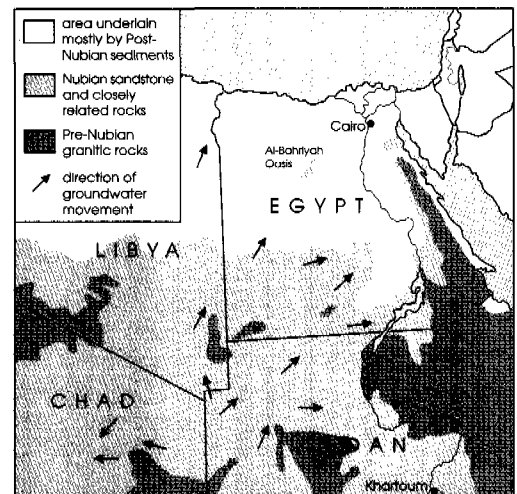 area underlain
mostly by Post-
Nubian sediments
Nubian sandstone
and closely
related rocks
Pre-Nubian
granitic rocks
direction of
groundwater
movement
Cairo
Al-Bahriyah
Oasis
EGYPT
LIBYA
CHAD
DAN
Khartoum